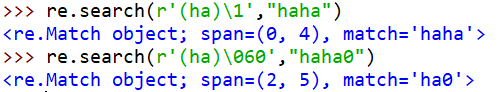 >>> re.search(r'(ha)\1',"haha")
<re.Match object; span=(0, 4), match='haha'>
>>> re.search(r'(ha)\060',"haha0")
<re.Match object; span=(2, 5), match='ha0'>